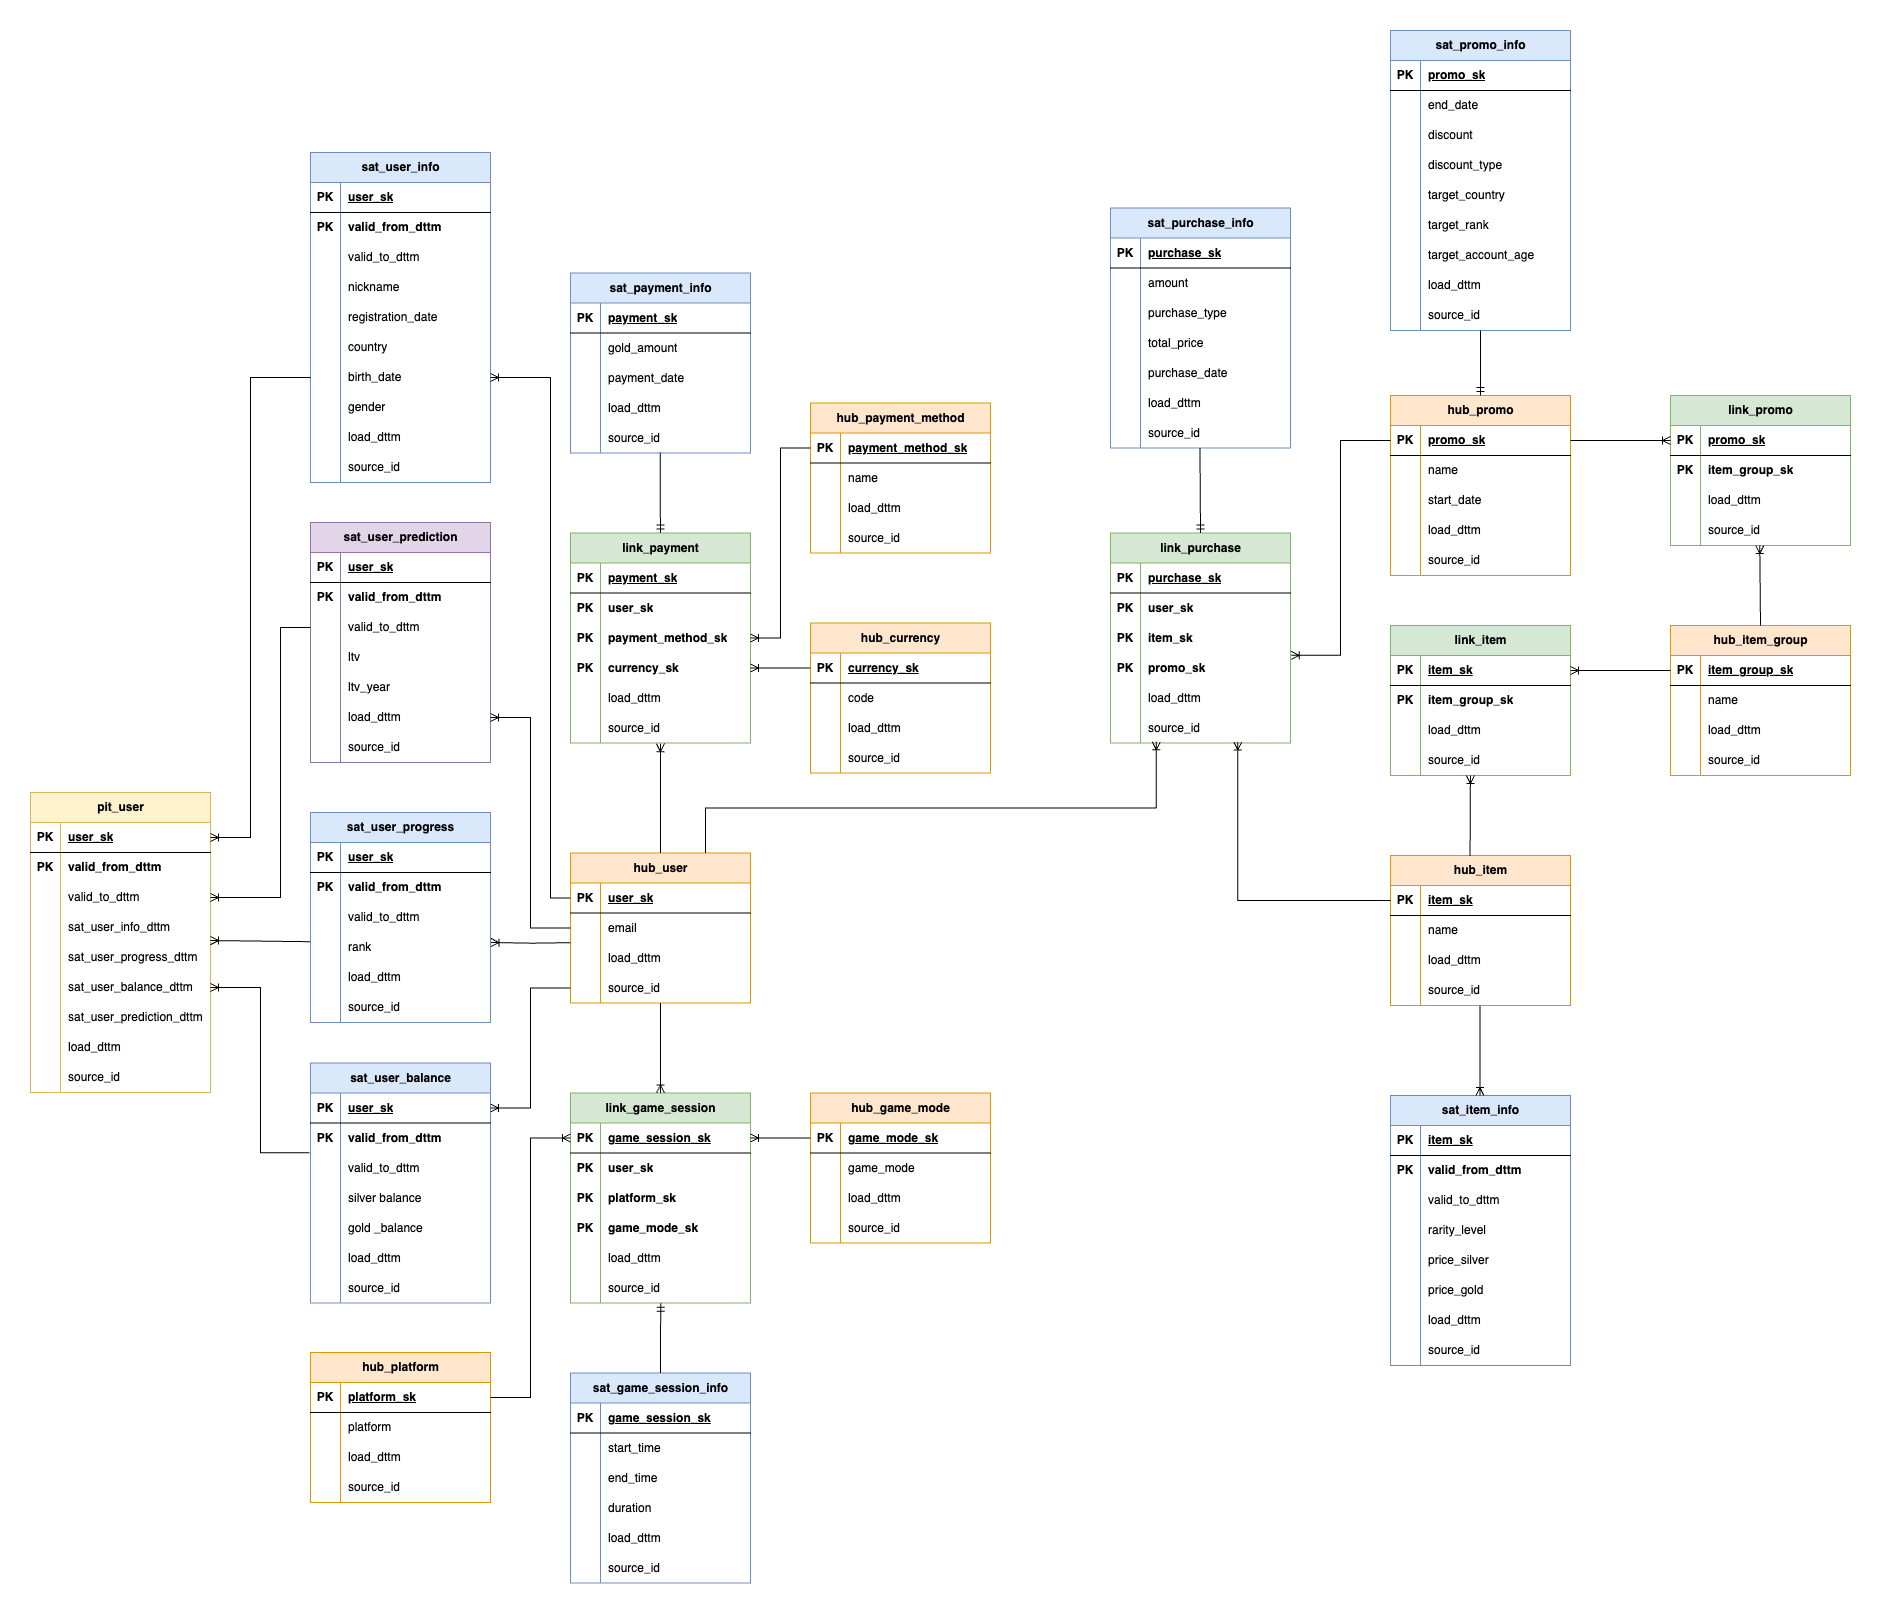 sat_promo_info
PK promo_sk
end_date
discount
discount_type
target_country
target_rank
target_account_age
load_dttm
source_id
sat_user_info
PK user_sk
PK valid_from_dttm
valid_to_dttm
nickname
registration_date
country
birth_date
gender
load_dttm
source_id
sat_purchase_info
PK purchase_sk
amount
purchase_type
total_price
purchase_date
load_dttm
source_id
sat_payment_info
PK payment_sk
gold_amount
payment_date
load_dttm
source_id
hub_payment_method
PK payment_method_sk
name
load_dttm
source_id
hub_promo
PK promo_sk
name
start_date
load_dttm
source_id
link_promo
PK promo_sk
PK item_group_sk
load_dttm
source_id
sat_user_prediction
PK user_sk
PK valid_from_dttm
valid_to_dttm
ltv
ltv_year
load_dttm
source_id
link_payment
PK payment_sk
PK user_sk
PK payment_method_sk
PK currency_sk
load_dttm
source_id
hub_currency
PK currency_sk
code
load_dttm
source_id
link_purchase
PK purchase_sk
PK user_sk
PK item_sk
PK promo_sk
load_dttm
source_id
link_item
PK item_sk
PK item_group_sk
load_dttm
source_id
hub_item_group
PK item_group_sk
name
load_dttm
source_id
pit_user
PK user_sk
PK valid_from_dttm
valid_to_dttm
sat_user_info_dttm
sat_user_progress_dttm
sat_user_balance_dttm
sat_user_prediction_dttm
load_dttm
source_id
sat_user_progress
PK user_sk
PK valid_from_dttm
valid_to_dttm
rank
load_dttm
source_id
hub_user
PK user_sk
email
load_dttm
source_id
hub_item
PK item_sk
name
load_dttm
source_id
sat_user_balance
PK user_sk
PK valid_from_dttm
valid_to_dttm
silver balance
gold _balance
load_dttm
source_id
link_game_session
PK game_session_sk
PK user_sk
PK platform_sk
PK game_mode_sk
load_dttm
source_id
hub_game_mode
PK game_mode_sk
game_mode
load_dttm
source_id
sat_item_info
PK item_sk
PK valid_from_dttm
valid_to_dttm
rarity_level
price_silver
price_gold
load_dttm
source_id
hub_platform
PK platform_sk
platform
load_dttm
source_id
sat_game_session_info
PK game_session_sk
start_time
end_time
duration
load_dttm
source_id